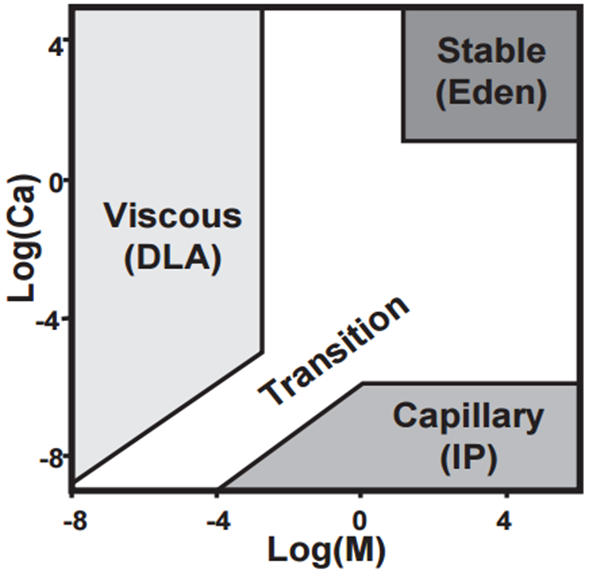 4
Stable
(Eden)
0
Viscous
(DLA)
Log(Ca)
-4
Transition
Capillary
(IP)
-8
-8
-4
0
4
Log(M)